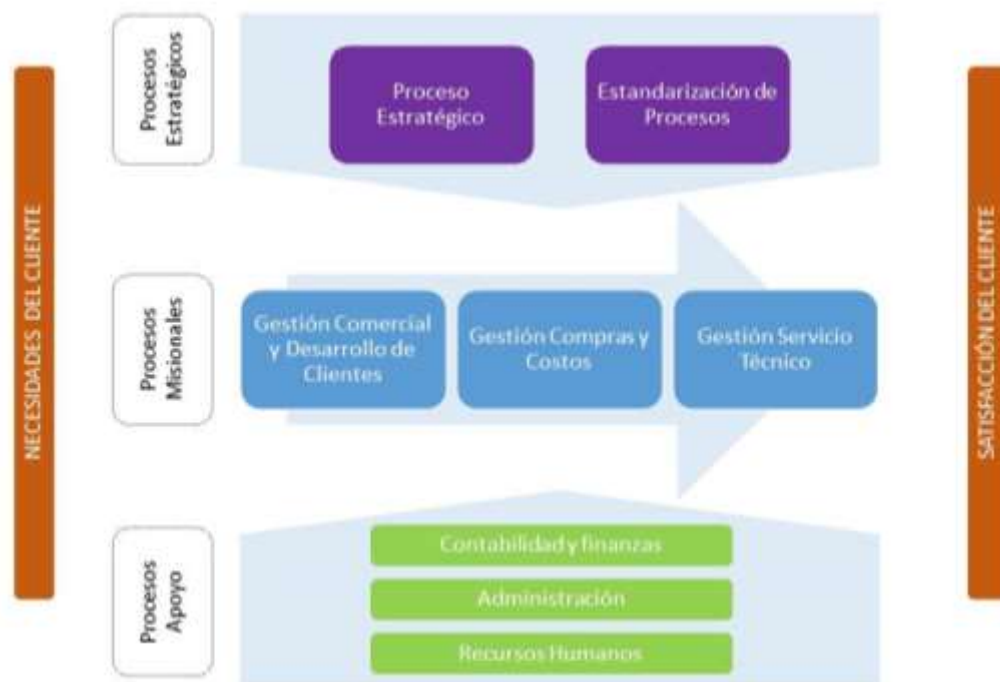 NECESIDADES DEL CLIENTE
Procesos
Estratégicos
Proceso
Estratégico
Estandarización de
Procesos
Procesos
Misionales
Gestión Comercial
y Desarrollo de
Clientes
Gestión Compras y
Costos
Gestión Servicio
Técnico
Procesos
Apoyo
Contabilidad y finanzas
Administración
Recursos Humanos
SATISFACCIÓN DEL CLIENTE